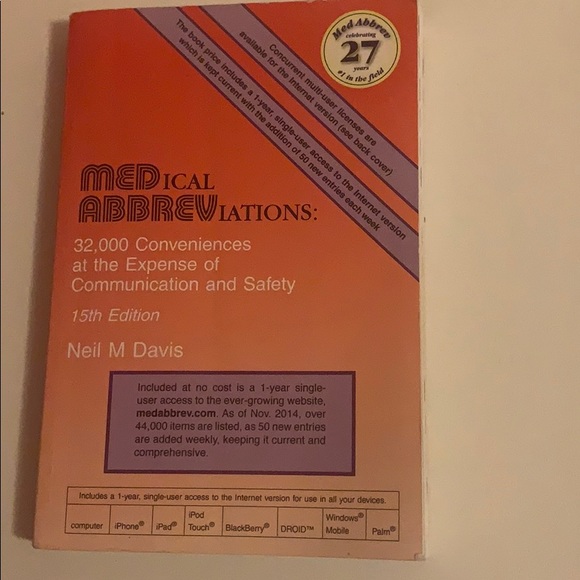 Med Abbrev
celebrating
27
years
#1 in the field
Concurrent multi-user licenses are
available for the Internet version (see back cover)
The book price includes a 1-year, single-user access to the Internet version
which is kept current with the addition of 50 new entries each week
MEDICAL
ABBREVIATIONS:
32,000 Conveniences
at the Expense of
Communication and Safety
15th Edition
Neil M Davis
Included at no cost is a 1-year single-
user access to the ever-growing website,
medabbrev.com. As of Nov. 2014, over
44,000 items are listed, as 50 new entries
are added weekly, keeping it current and
comprehensive.
Includes a 1-year, single-user access to the Internet version for use in all your devices.
computer iPhone® iPad® iPod Touch® BlackBerry® DROID™ Windows® Mobile Palm®